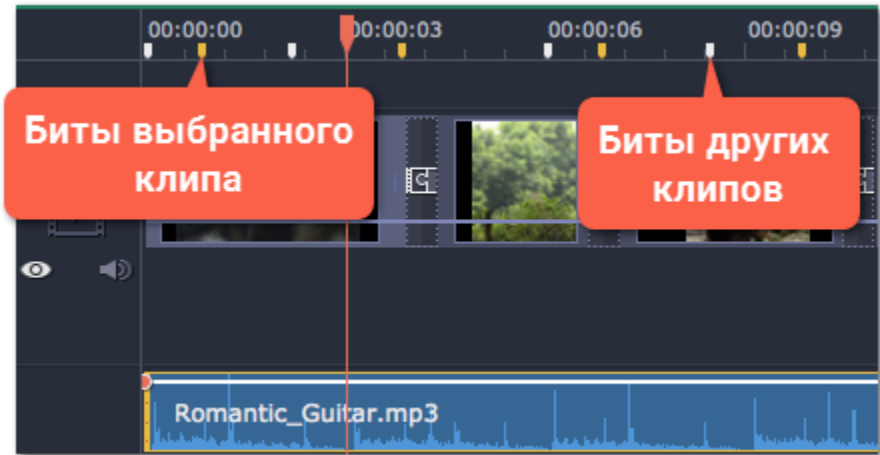 00:00:00 00:00:03 00:00:06 00:00:09
Биты выбранного
клипа
Биты других
клипов
Romantic_Guitar.mp3